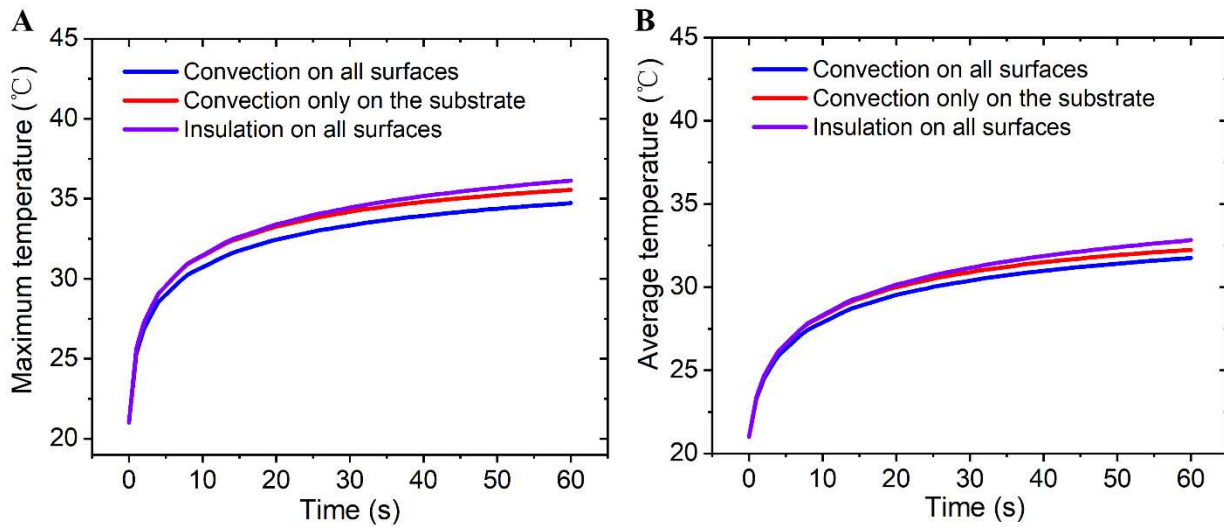 A
Maximum temperature (℃)
45
40
35
30
25
20
Convection on all surfaces
Convection only on the substrate
Insulation on all surfaces
0 10 20 30 40 50 60
Time (s)
B
Average temperature (℃)
45
40
35
30
25
20
Convection on all surfaces
Convection only on the substrate
Insulation on all surfaces
0 10 20 30 40 50 60
Time (s)